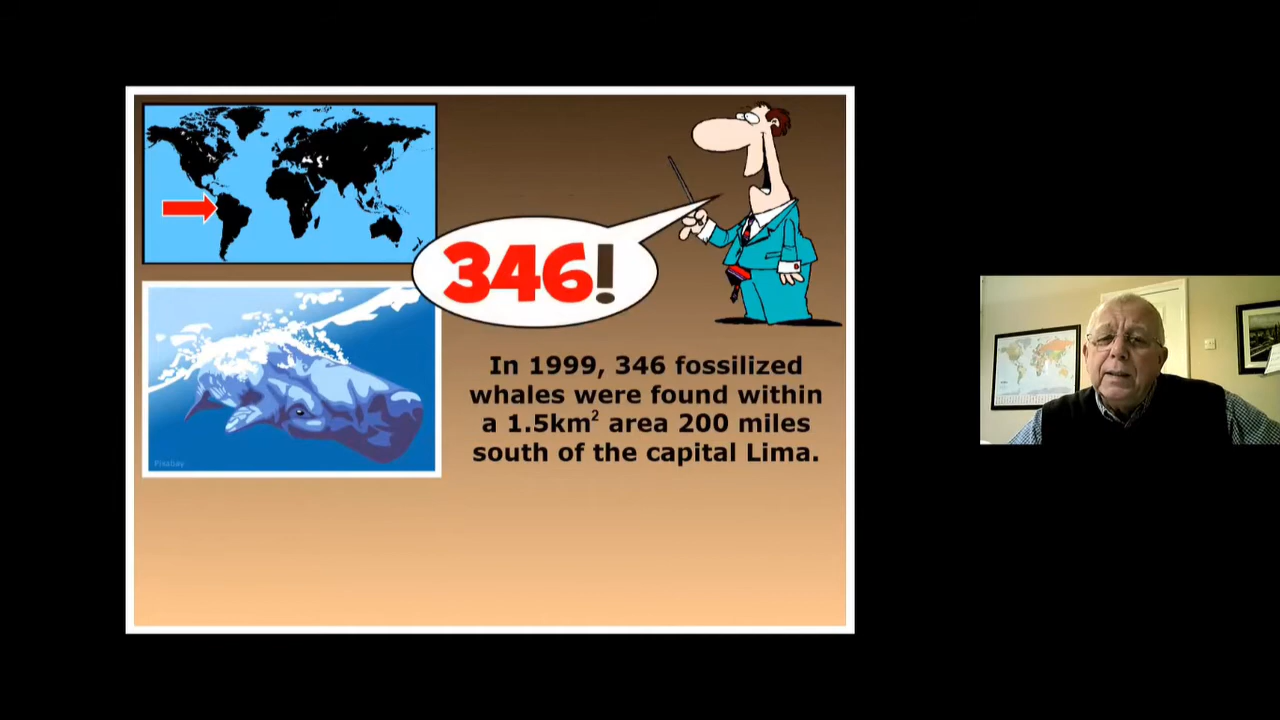 346!
In 1999, 346 fossilized
whales were found within
a 1.5km² area 200 miles
south of the capital Lima.
Pixabay